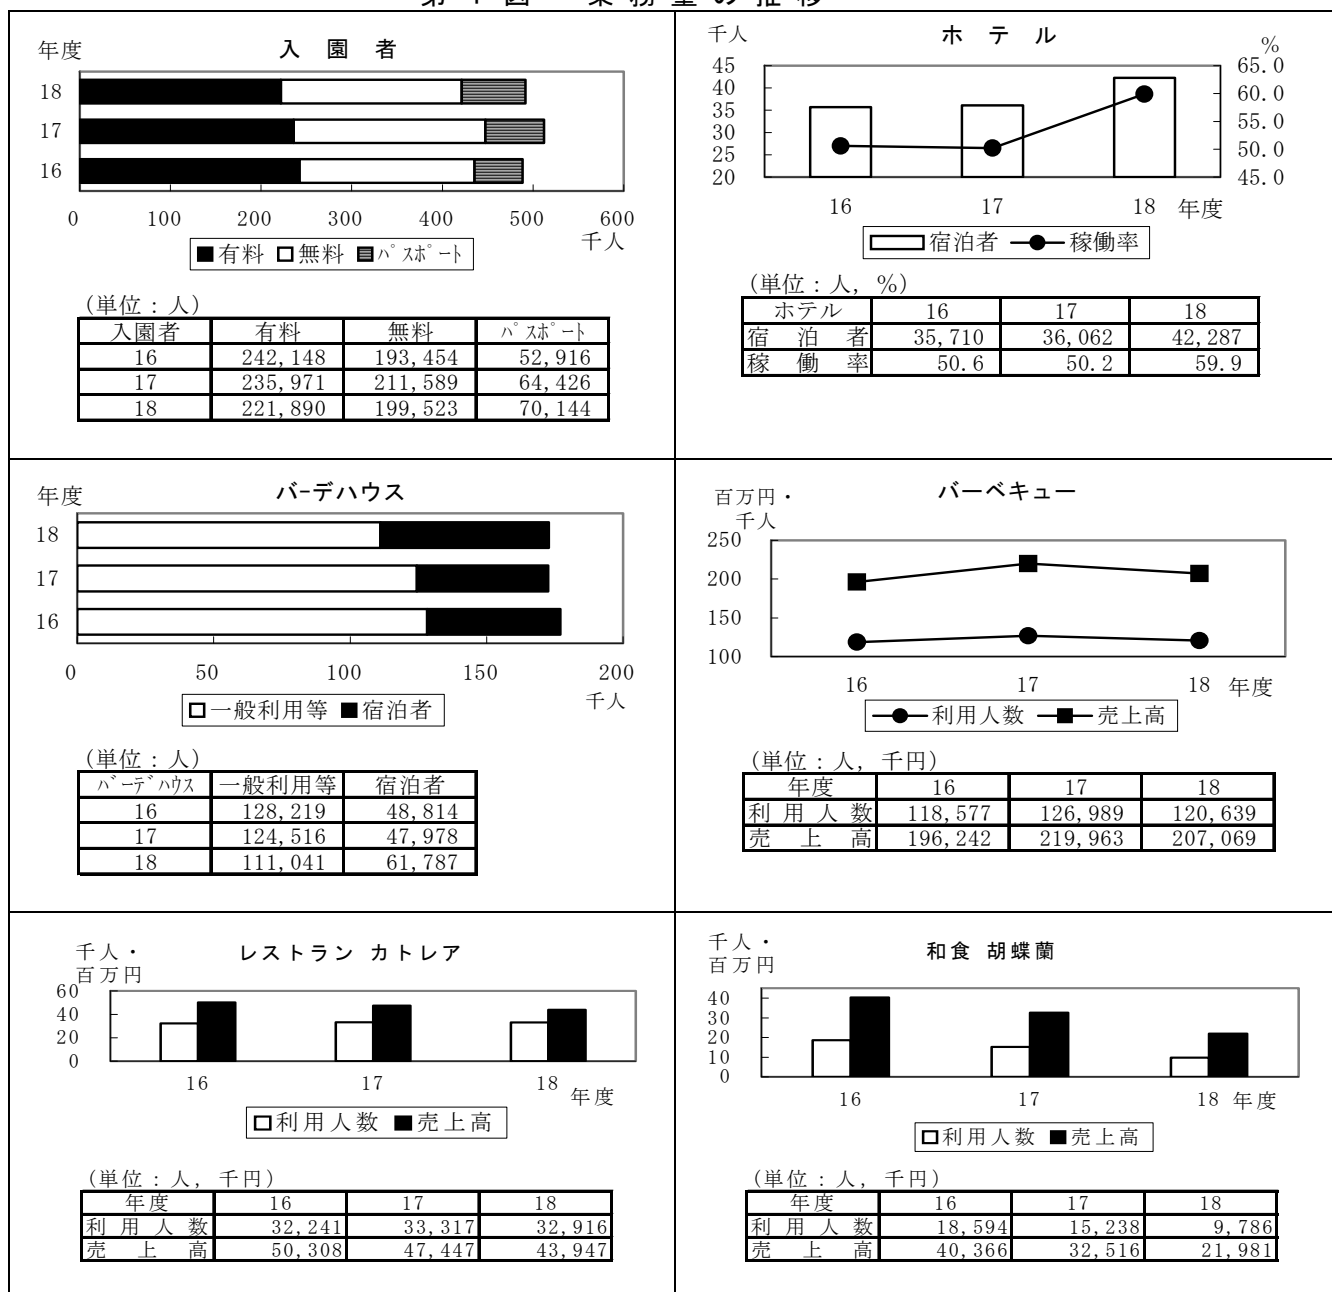 第 1 図 業 務 量 の 推 移
年度
入 園 者
18
17
16
0 100 200 300 400 500 600
千人
有料 無料 ﾊﾟｽﾎﾟｰﾄ
(単位：人)
入園者 有料 無料 ﾊﾟｽﾎﾟｰﾄ
16 242,148 193,454 52,916
17 235,971 211,589 64,426
18 221,890 199,523 70,144
千人
ホ テ ル
%
45 65.0
40 60.0
35 55.0
30 50.0
25 45.0
20
16 17 18 年度
宿泊者 稼働率
(単位：人, %)
ホテル 16 17 18
宿 泊 者 35,710 36,062 42,287
稼 働 率 50.6 50.2 59.9
年度
バｰデハウス
18
17
16
0 50 100 150 200
千人
一般利用等 宿泊者
(単位：人)
ﾊﾞｰﾃﾞﾊｳｽ 一般利用等 宿泊者
16 128,219 48,814
17 124,516 47,978
18 111,041 61,787
百万円・
千人
バーベキュー
250
200
150
100
16 17 18 年度
利用人数 売上高
(単位：人, 千円)
年度 16 17 18
利 用 人 数 118,577 126,989 120,639
売 上 高 196,242 219,963 207,069
千人・
百万円
レストラン カトレア
60
40
20
0
16 17 18 年度
利用人数 売上高
(単位：人, 千円)
年度 16 17 18
利 用 人 数 32,241 33,317 32,916
売 上 高 50,308 47,447 43,947
千人・
百万円
和食 胡蝶蘭
40
30
20
10
0
16 17 18 年度
利用人数 売上高
(単位：人, 千円)
年度 16 17 18
利 用 人 数 18,594 15,238 9,786
売 上 高 40,366 32,516 21,981